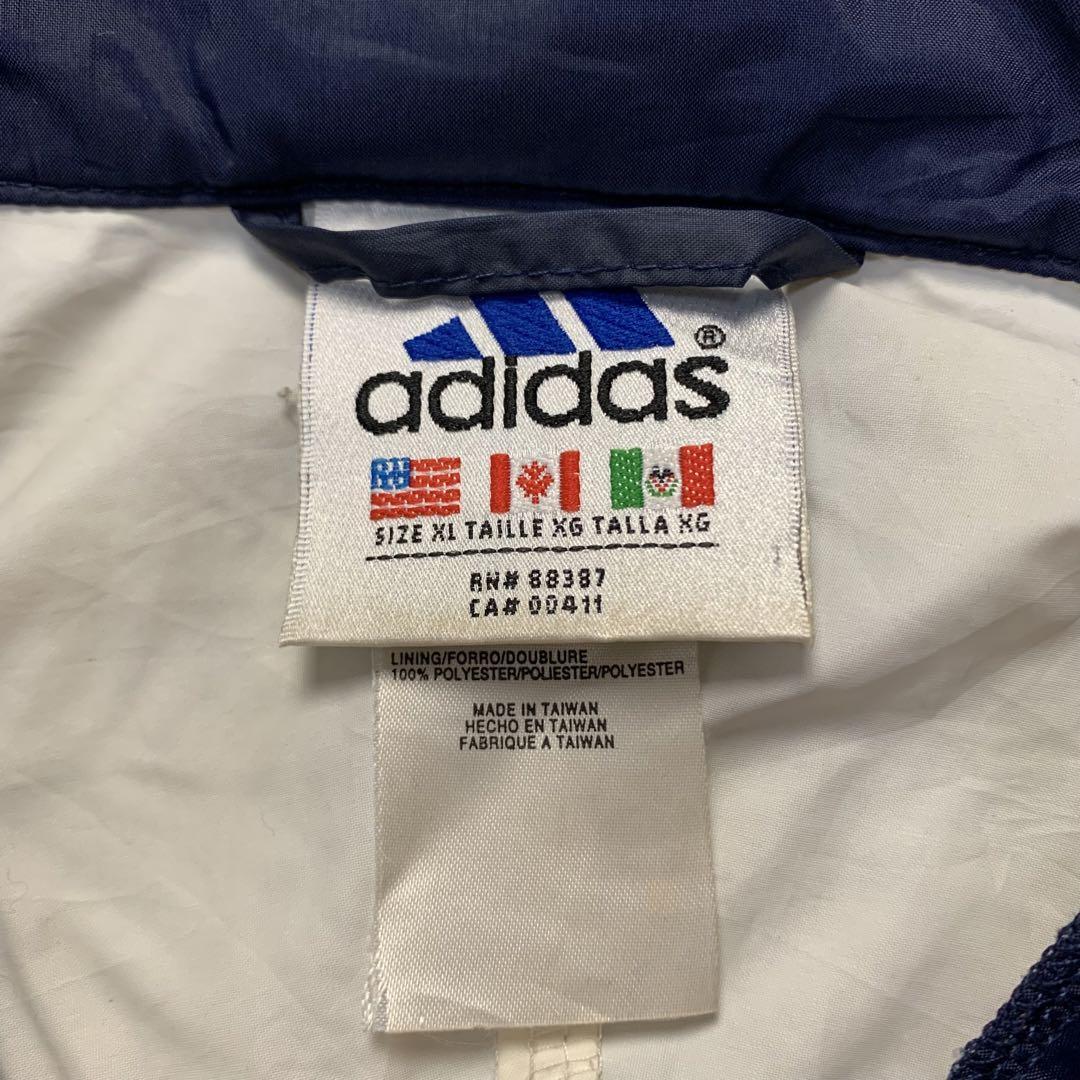 adidas®
SIZE XL TAILLE XG TALLA XG
RN# 88387
CA# 00411
LINING/FORRO/DOUBLURE
100% POLYESTER/POLIESTER/POLYESTER
MADE IN TAIWAN
HECHO EN TAIWAN
FABRIQUE A TAIWAN